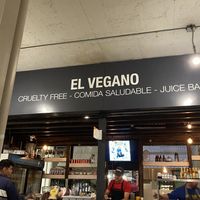 EL VEGANO
CRUELTY FREE - COMIDA SALUDABLE - JUICE BA